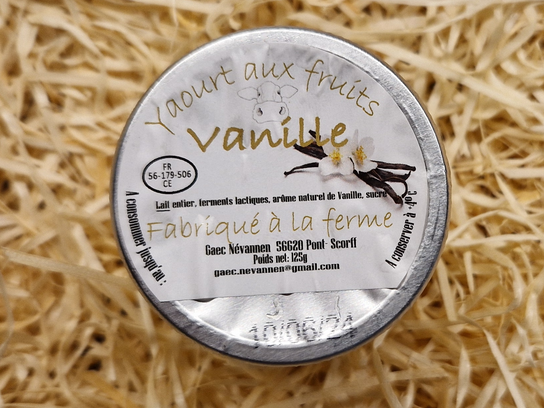 Yaourt aux fruits
Vanille
FR
56-179-506
CE
Lait entier, ferments lactiques, arôme naturel de Vanille, sucre
Fabriqué à la ferme
Gaec Névannen 56620 Pont- Scorff
Poids net: 125g
gaec.nevannen@gmail.com
A consommer jusqu'au :
A conserver à
10/06/24